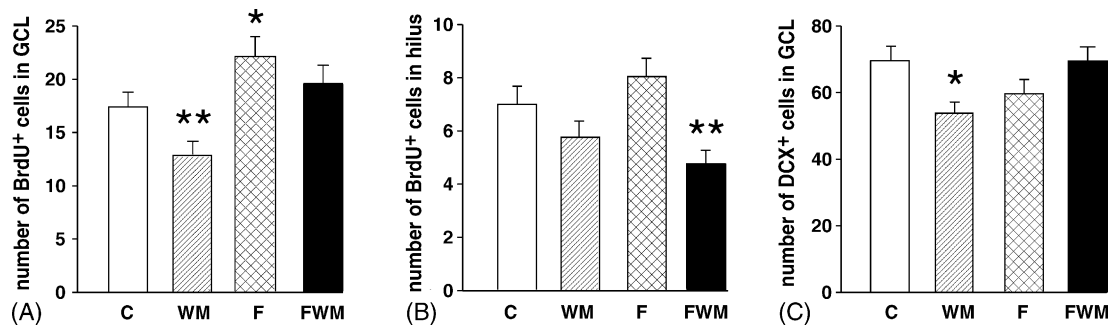 number of BrdU+ cells in GCL
25
20
15
10
5
0
**
*
C WM F FWM
(A)
number of BrdU+ cells in hilus
10
8
6
4
2
0
**
C WM F FWM
(B)
number of DCX+ cells in GCL
80
60
40
20
0
*
C WM F FWM
(C)